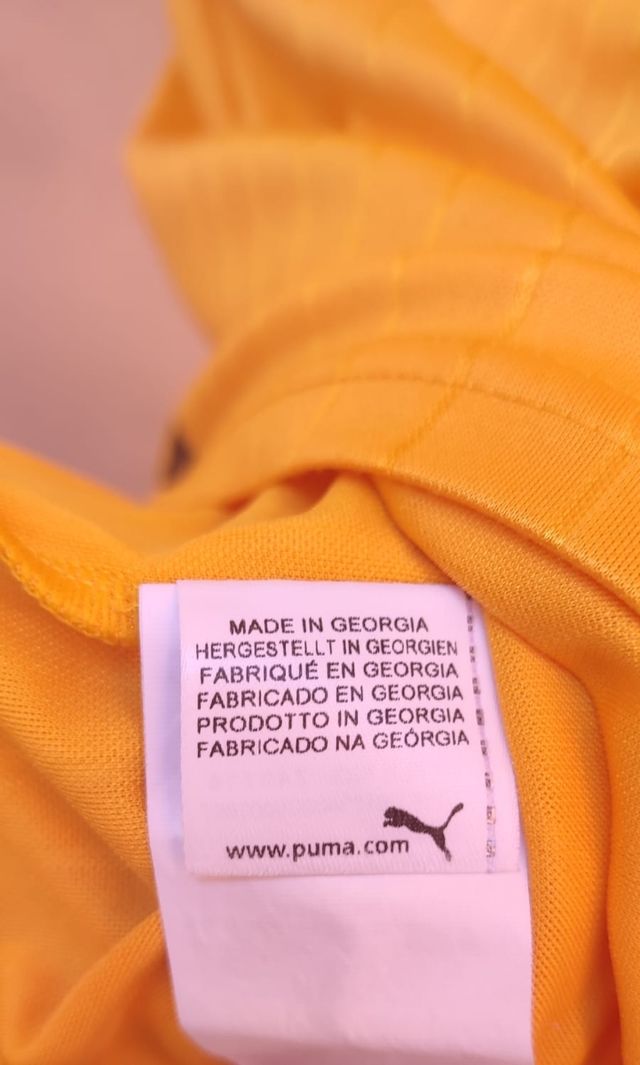 MADE IN GEORGIA
HERGESTELLT IN GEORGIEN
FABRIQUÉ EN GEORGIA
FABRICADO EN GEORGIA
PRODOTTO IN GEORGIA
FABRICADO NA GEÓRGIA
www.puma.com